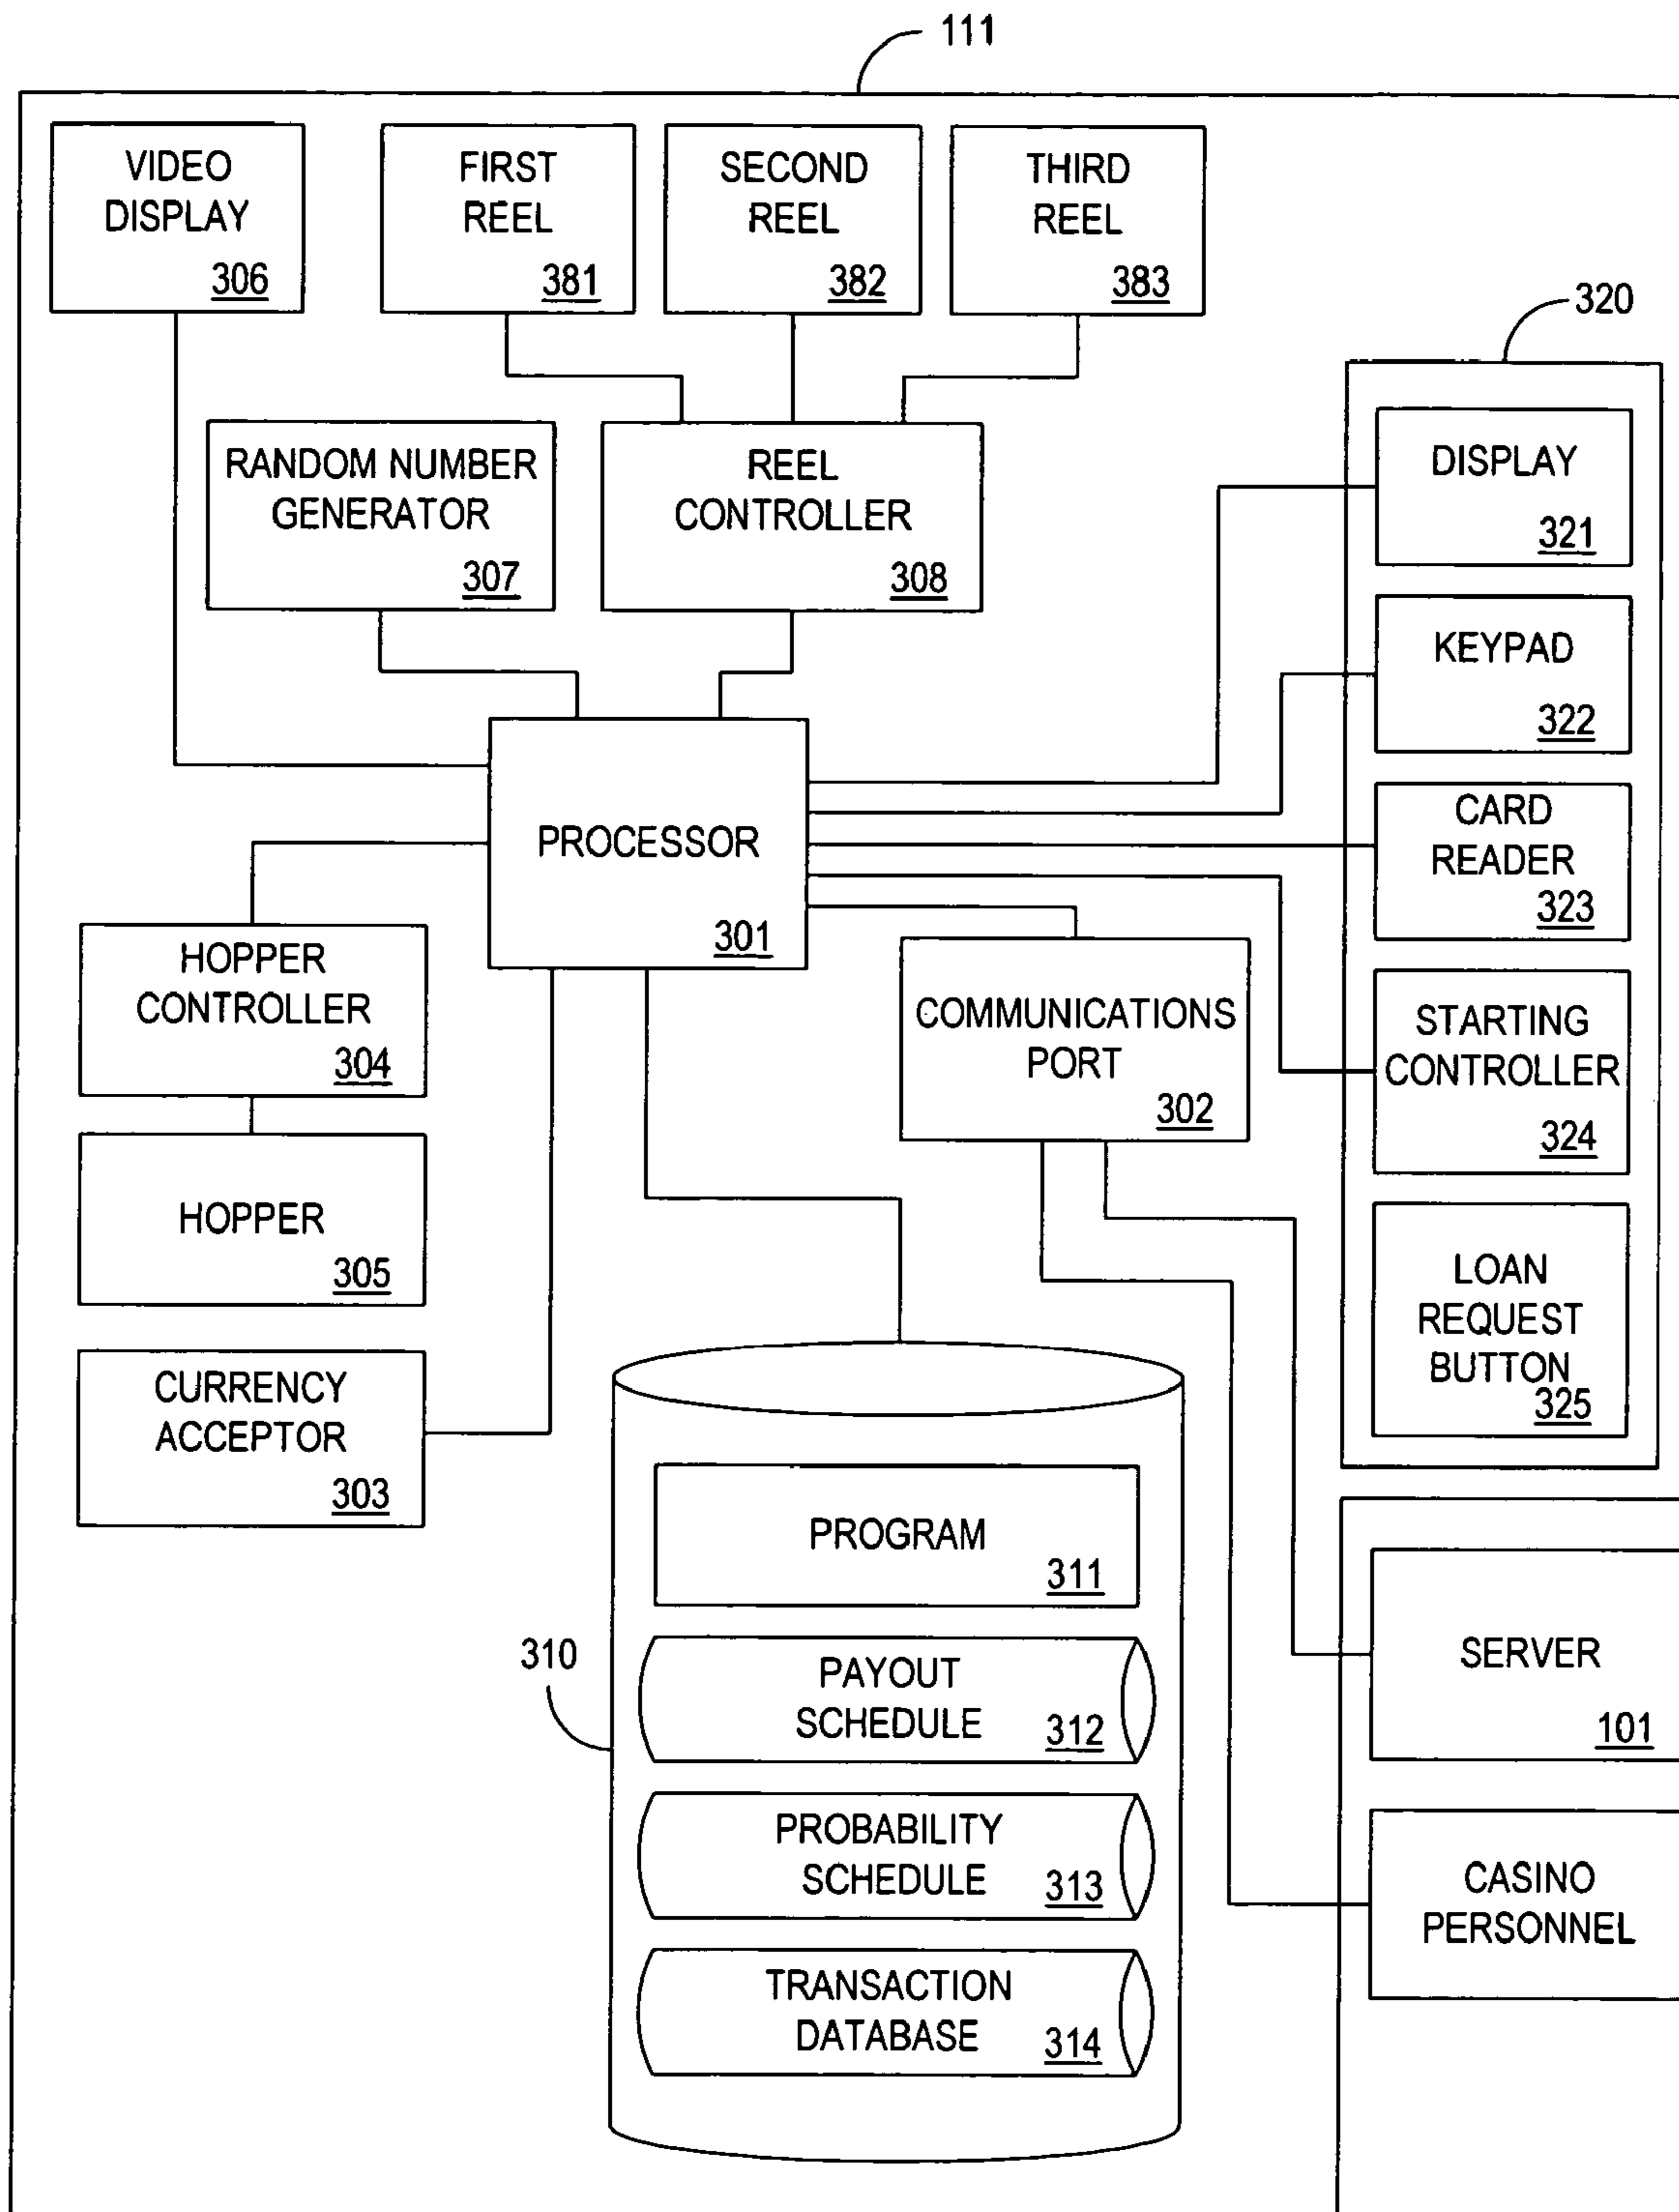 111
VIDEO
DISPLAY
306
FIRST
REEL
381
SECOND
REEL
382
THIRD
REEL
383
320
RANDOM NUMBER
GENERATOR
307
REEL
CONTROLLER
308
DISPLAY
321
KEYPAD
322
CARD
READER
323
STARTING
CONTROLLER
324
LOAN
REQUEST
BUTTON
325
PROCESSOR
301
HOPPER
CONTROLLER
304
HOPPER
305
CURRENCY
ACCEPTOR
303
COMMUNICATIONS
PORT
302
310
PROGRAM
311
PAYOUT
SCHEDULE
312
PROBABILITY
SCHEDULE
313
TRANSACTION
DATABASE
314
SERVER
101
CASINO
PERSONNEL